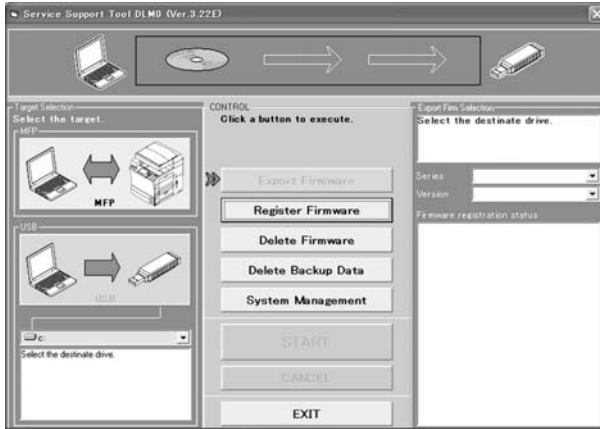 Service Support Tool DLM0 (Ver.3.22E)
Target Selection
Select the target.
MFP
MFP
USB
USB
c:
Select the destinate drive.
CONTROL
Click a button to execute.
Export Firmware
Register Firmware
Delete Firmware
Delete Backup Data
System Management
START
CANCEL
EXIT
Export Firm Selection
Select the destinate drive.
Series
Version
Firmware registration status